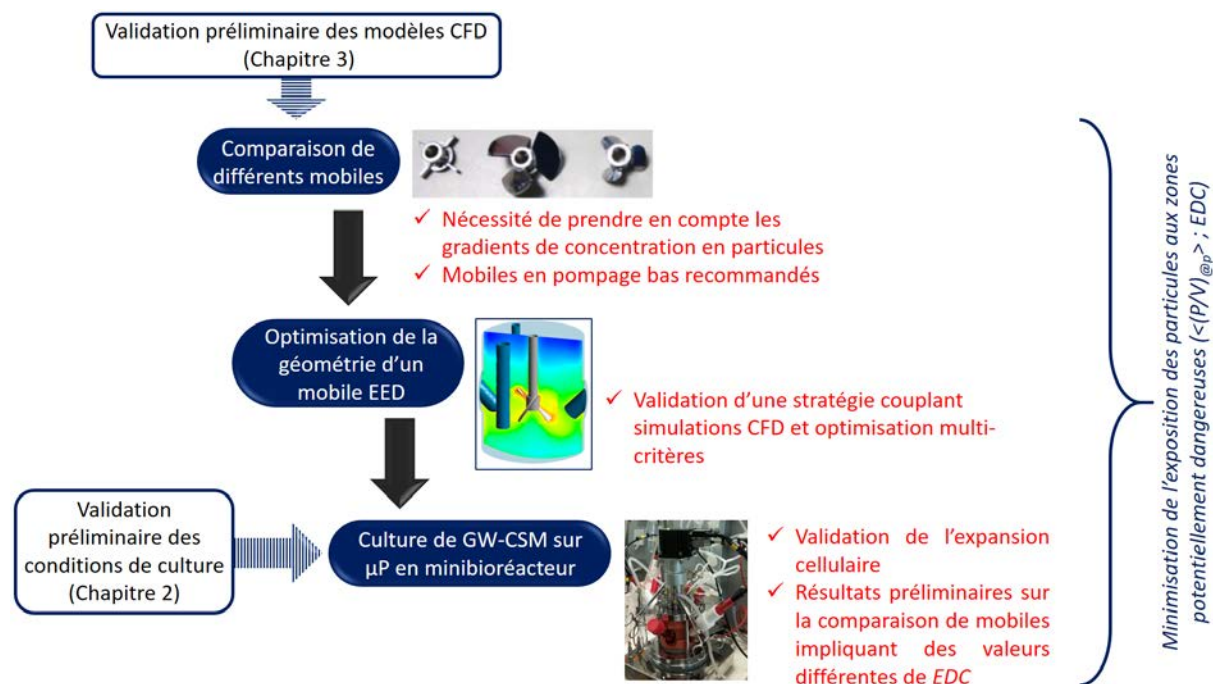 Validation préliminaire des modèles CFD
(Chapitre 3)
Comparaison de
différents mobiles
✓ Nécessité de prendre en compte les
gradients de concentration en particules
✓ Mobiles en pompage bas recommandés
Optimisation de la
géométrie d’un
mobile EED
✓ Validation d’une stratégie couplant
simulations CFD et optimisation multi-
critères
Validation
préliminaire des
conditions de culture
(Chapitre 2)
Culture de GW-CSM sur
µP en minibioréacteur
✓ Validation de l’expansion
cellulaire
✓ Résultats préliminaires sur
la comparaison de mobiles
impliquant des valeurs
différentes de EDC
Minimisation de l’exposition des particules aux zones
potentiellement dangereuses (<(P/V)@p> ; EDC)